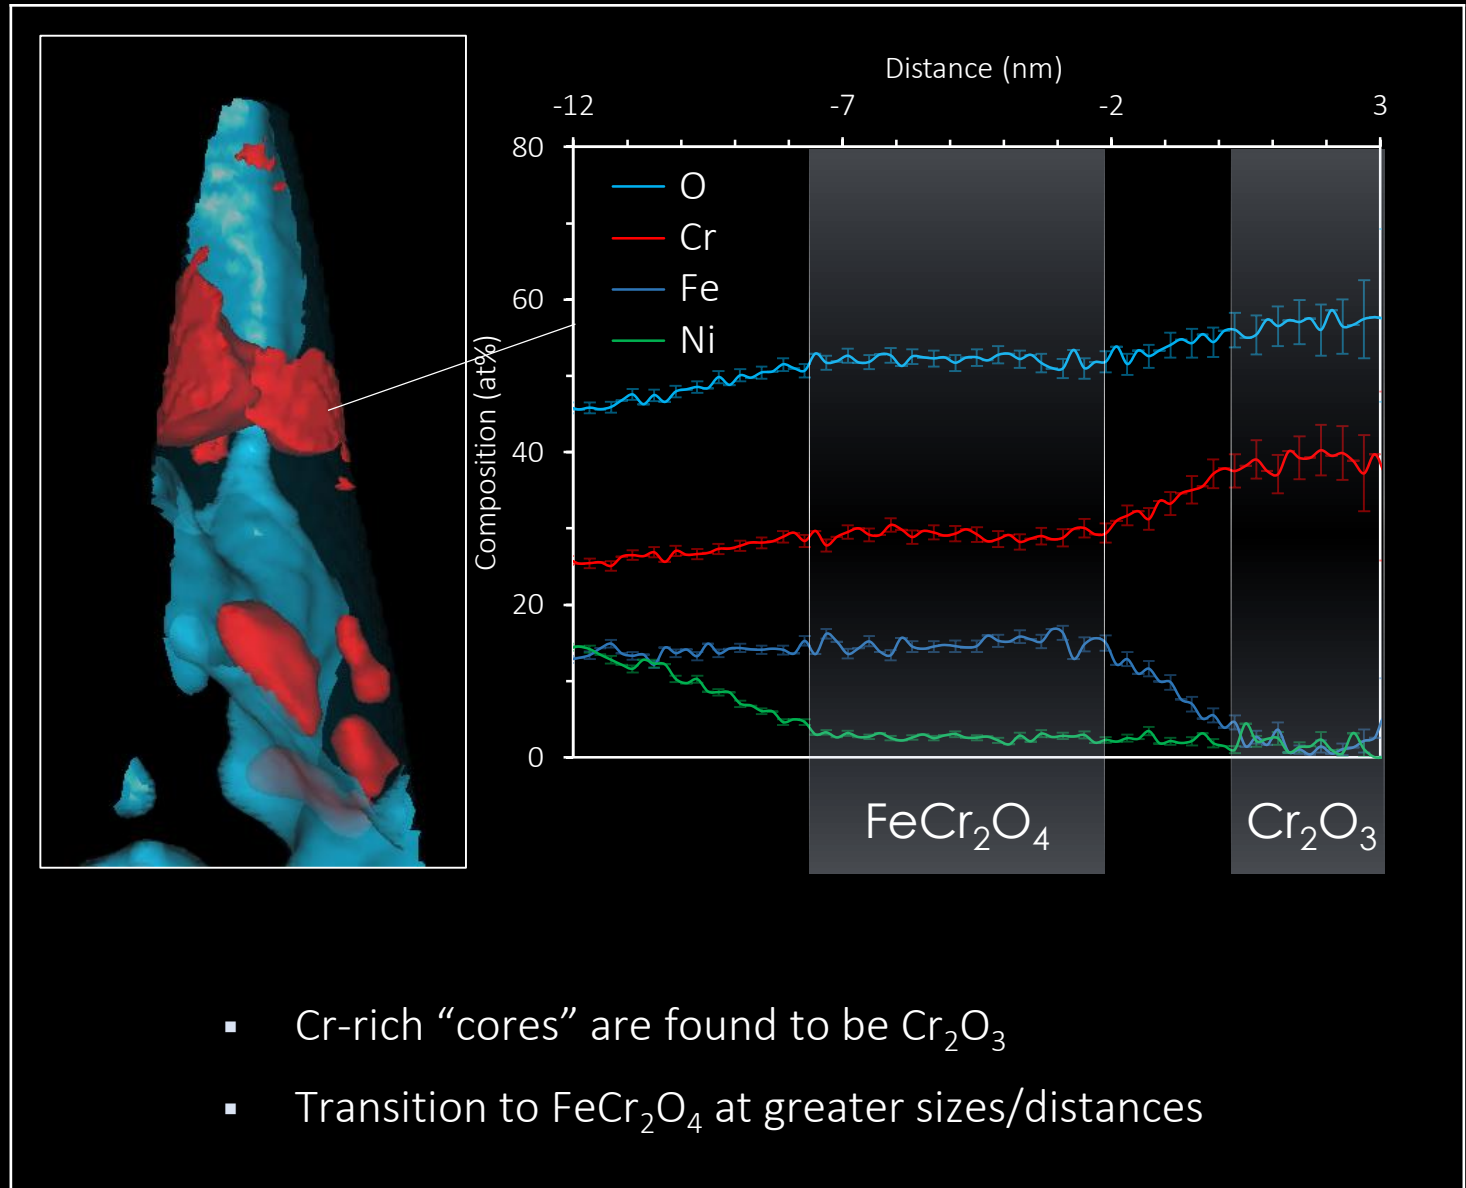 Distance (nm)
-12 -7 -2 3
80
60
40
20
0
Composition (at%)
O
Cr
Fe
Ni
FeCr₂O₄
Cr₂O₃
▪ Cr-rich “cores” are found to be Cr₂O₃
▪ Transition to FeCr₂O₄ at greater sizes/distances